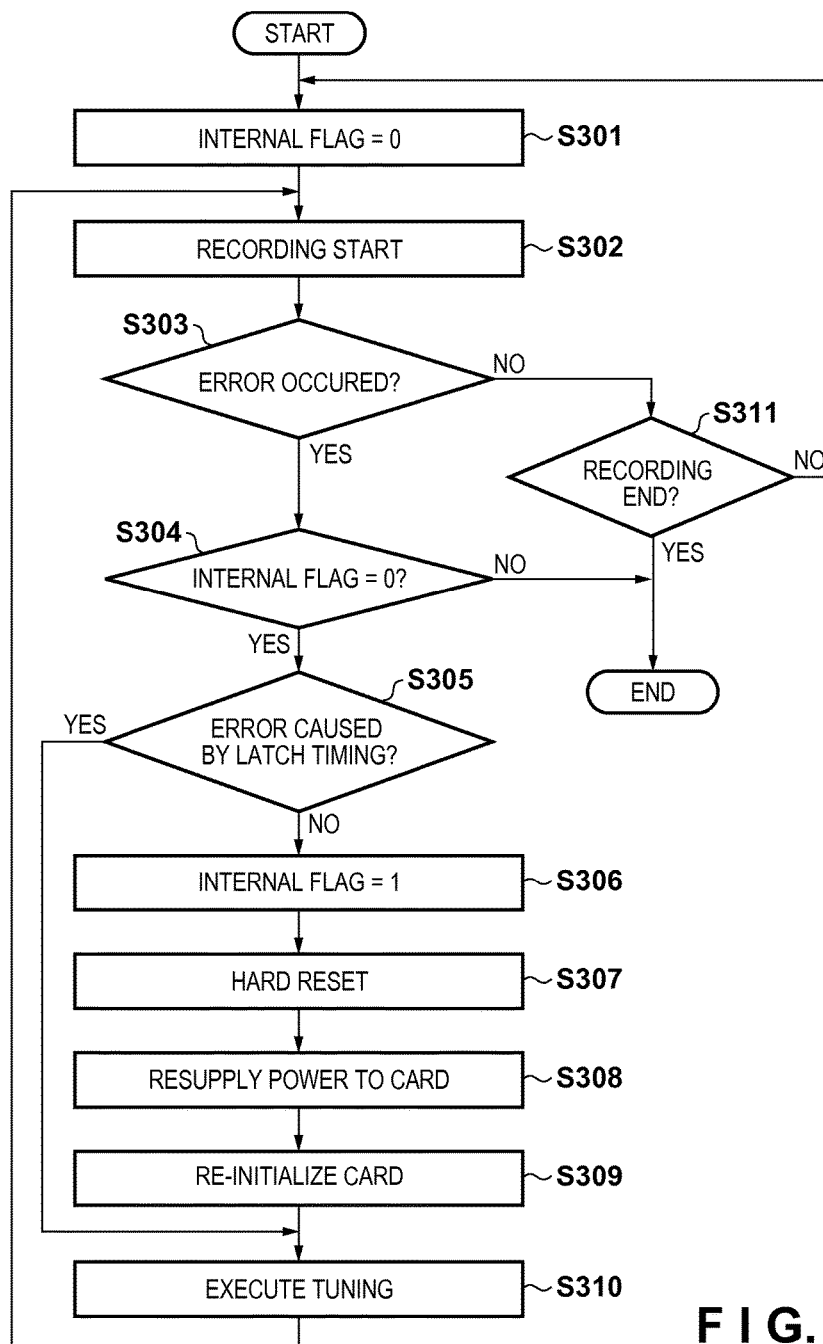 START
INTERNAL FLAG = 0
S301
RECORDING START
S302
S303
ERROR OCCURED?
NO
YES
S311
RECORDING
END?
NO
YES
S304
INTERNAL FLAG = 0?
NO
YES
END
S305
ERROR CAUSED
BY LATCH TIMING?
YES
NO
INTERNAL FLAG = 1
S306
HARD RESET
S307
RESUPPLY POWER TO CARD
S308
RE-INITIALIZE CARD
S309
EXECUTE TUNING
S310
FIG.